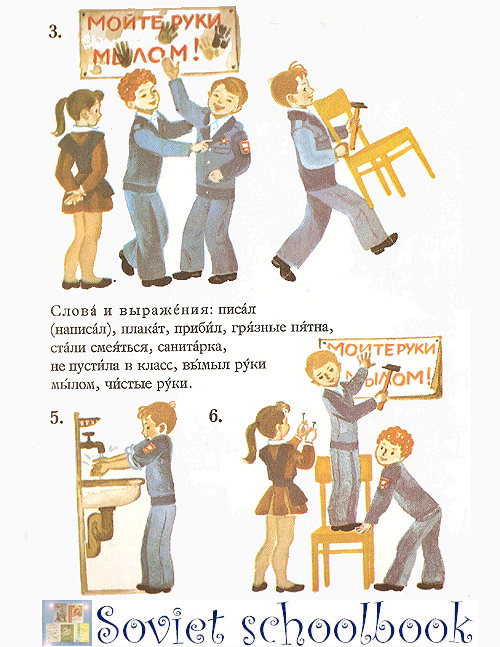 3.
МОЙТЕ РУКИ
МЫЛОМ!
Слова́ и выраже́ния: писа́л
(написа́л), плака́т, приби́л, гря́зные пя́тна,
ста́ли смея́ться, санита́рка,
не пусти́ла в класс, вы́мыл ру́ки
мы́лом, чи́стые ру́ки.
5.
6.
МОЙТЕ РУКИ
МЫЛОМ!
Soviet schoolbook